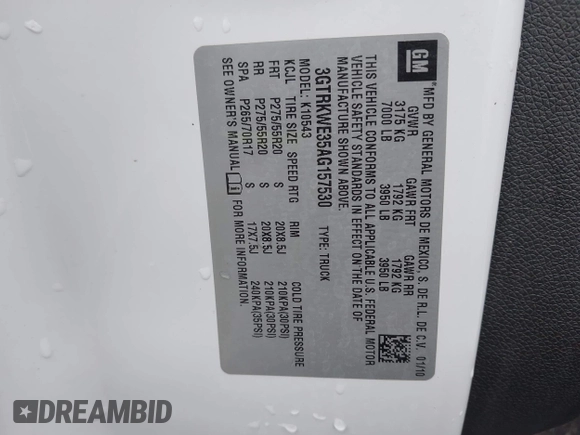 GM
MFD BY GENERAL MOTORS DE MEXICO, S. DE R.L. DE C.V. 01/10
GVWR GAWR FRT GAWR RR
3175 KG 1792 KG 1792 KG
7000 LB 3950 LB 3950 LB
THIS VEHICLE CONFORMS TO ALL APPLICABLE U.S. FEDERAL MOTOR
VEHICLE SAFETY STANDARDS IN EFFECT ON THE DATE OF
MANUFACTURE SHOWN ABOVE.
3GTRKWE35AG157530 TYPE: TRUCK
MODEL: K10543
KCJL TIRE SIZE SPEED RTG RIM COLD TIRE PRESSURE
FRT P275/55R20 S 20X8.5J 210KPA(30PSI)
RR P275/55R20 S 20X8.5J 210KPA(30PSI)
SPA P265/70R17 S 17X7.5J 240KPA(35PSI)
SEE OWNER'S MANUAL FOR MORE INFORMATION.
DREAMBID